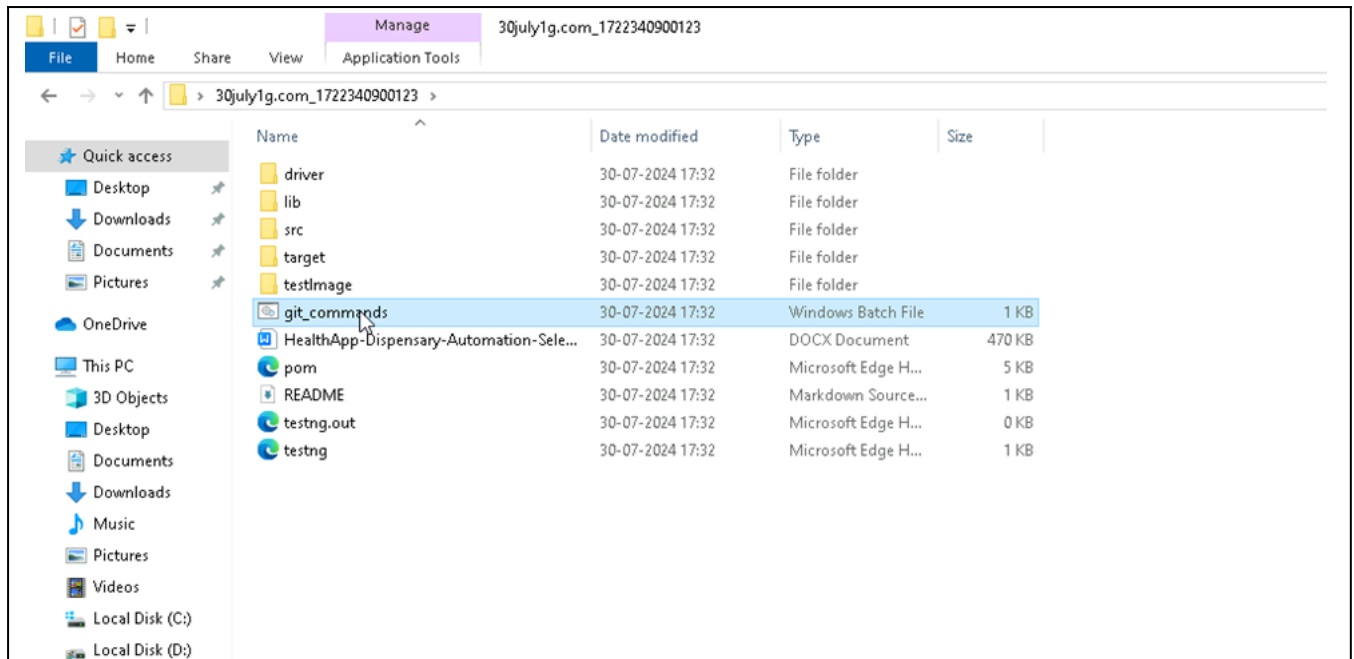 Manage 30july1g.com_1722340900123
File Home Share View Application Tools
30july1g.com_1722340900123
Name Date modified Type Size
Quick access
Desktop
Downloads
Documents
Pictures
OneDrive
This PC
3D Objects
Desktop
Documents
Downloads
Music
Pictures
Videos
Local Disk (C:)
Local Disk (D:)
driver 30-07-2024 17:32 File folder
lib 30-07-2024 17:32 File folder
src 30-07-2024 17:32 File folder
target 30-07-2024 17:32 File folder
testImage 30-07-2024 17:32 File folder
git_commands 30-07-2024 17:32 Windows Batch File 1 KB
HealthApp-Dispensary-Automation-Sele... 30-07-2024 17:32 DOCX Document 470 KB
pom 30-07-2024 17:32 Microsoft Edge H... 5 KB
README 30-07-2024 17:32 Markdown Source... 1 KB
testng.out 30-07-2024 17:32 Microsoft Edge H... 0 KB
testng 30-07-2024 17:32 Microsoft Edge H... 1 KB